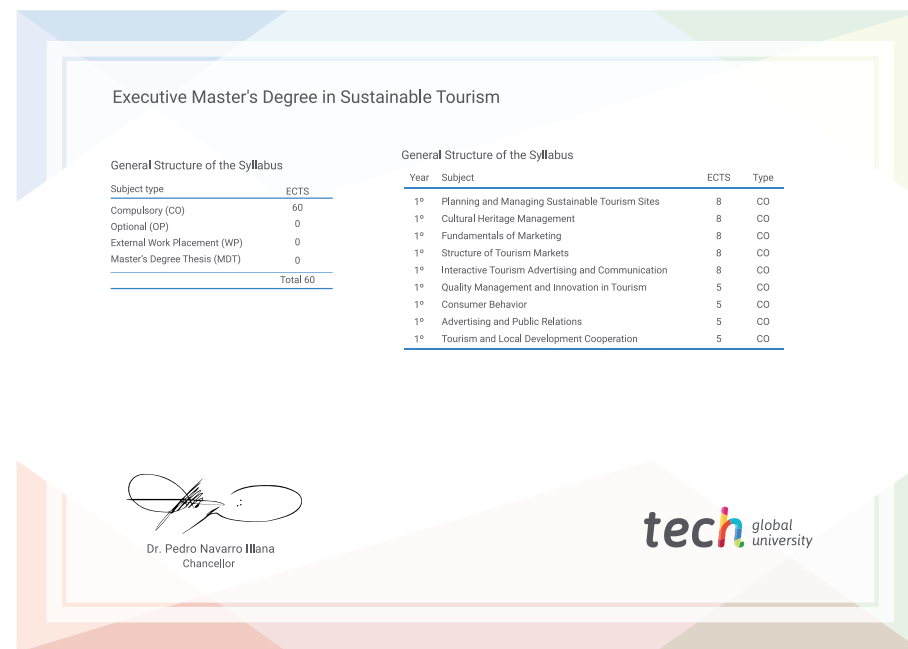 Executive Master's Degree in Sustainable Tourism
General Structure of the Syllabus
Subject type ECTS
Compulsory (CO) 60
Optional (OP) 0
External Work Placement (WP) 0
Master's Degree Thesis (MDT) 0
Total 60
General Structure of the Syllabus
Year Subject ECTS Type
1º Planning and Managing Sustainable Tourism Sites 8 CO
1º Cultural Heritage Management 8 CO
1º Fundamentals of Marketing 8 CO
1º Structure of Tourism Markets 8 CO
1º Interactive Tourism Advertising and Communication 8 CO
1º Quality Management and Innovation in Tourism 5 CO
1º Consumer Behavior 5 CO
1º Advertising and Public Relations 5 CO
1º Tourism and Local Development Cooperation 5 CO
Dr. Pedro Navarro Illana
Chancellor
tech global
university